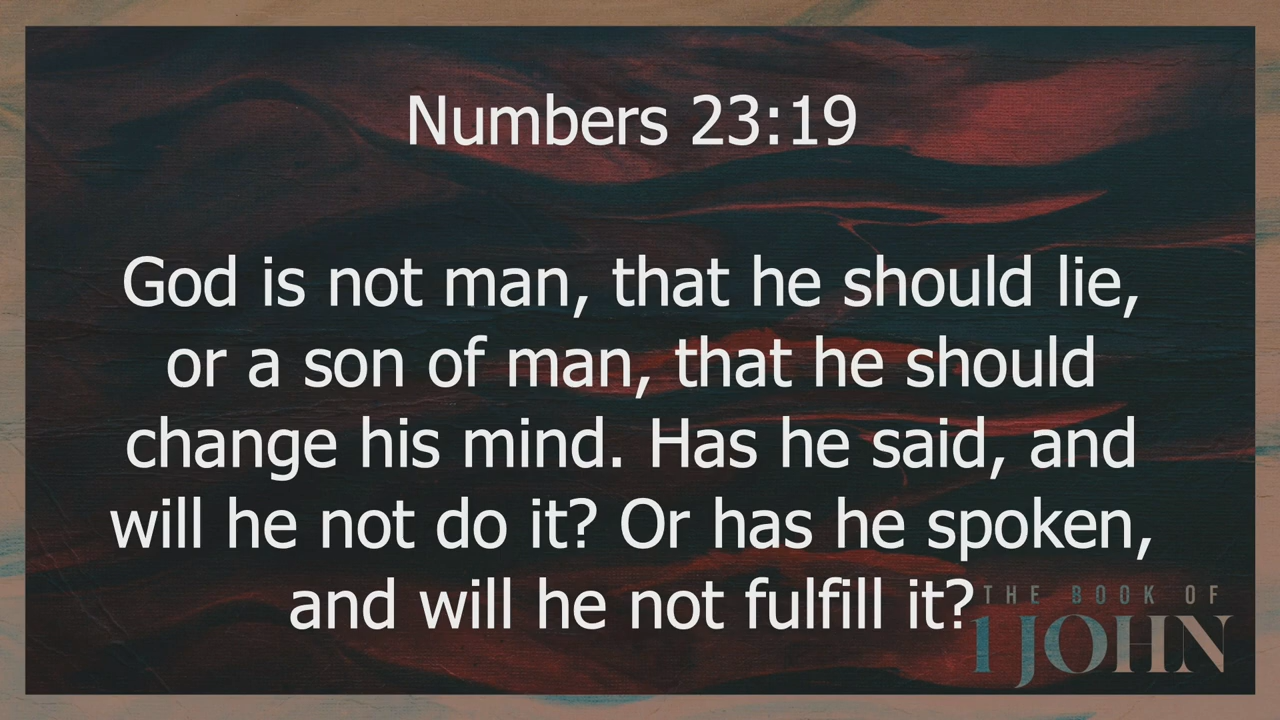 Numbers 23:19
God is not man, that he should lie,
or a son of man, that he should
change his mind. Has he said, and
will he not do it? Or has he spoken,
and will he not fulfill it?
THE BOOK OF
1 JOHN